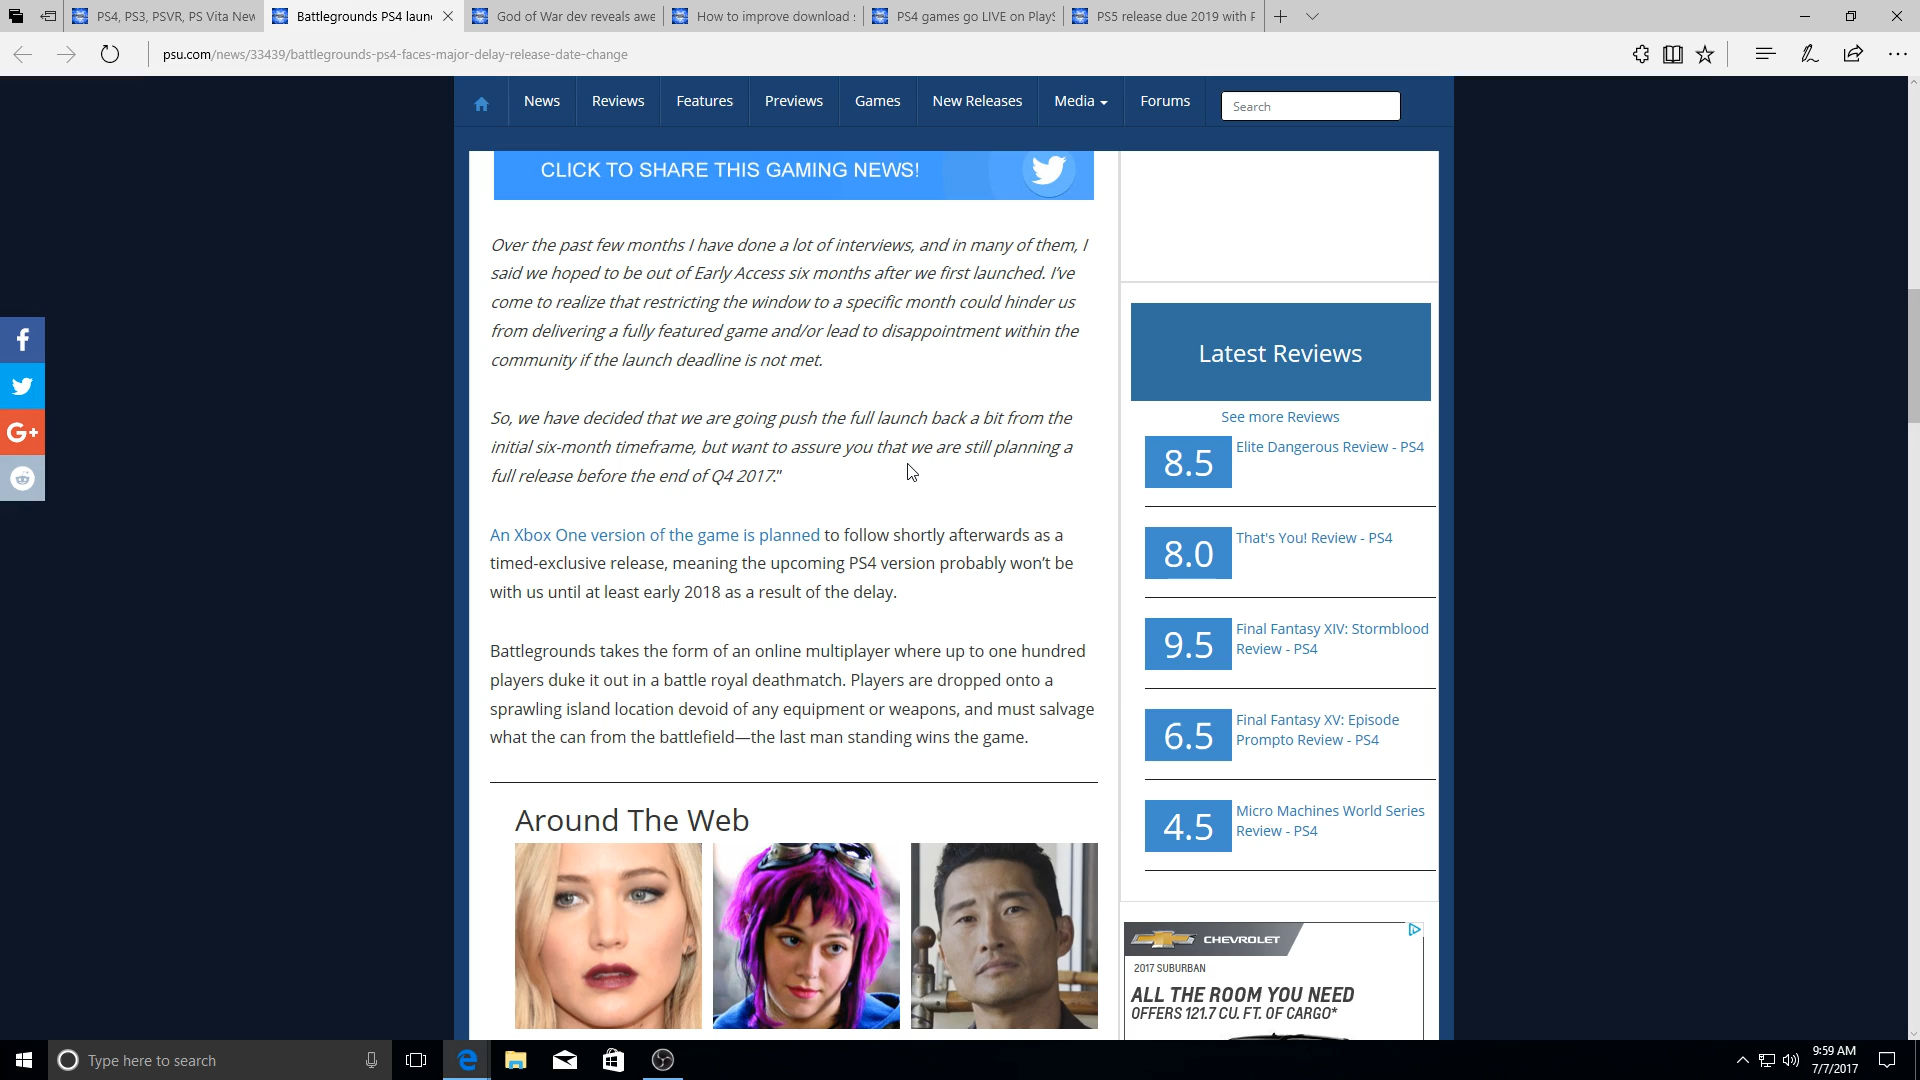 PS4, PS3, PSVR, PS Vita New
Battlegrounds PS4 laun
God of War dev reveals awe
How to improve download s
PS4 games go LIVE on PlayS
PS5 release due 2019 with F
psu.com/news/33439/battlegrounds-ps4-faces-major-delay-release-date-change
News
Reviews
Features
Previews
Games
New Releases
Media
Forums
Search
CLICK TO SHARE THIS GAMING NEWS!
Over the past few months I have done a lot of interviews, and in many of them, I
said we hoped to be out of Early Access six months after we first launched. I've
come to realize that restricting the window to a specific month could hinder us
from delivering a fully featured game and/or lead to disappointment within the
community if the launch deadline is not met.
So, we have decided that we are going push the full launch back a bit from the
initial six-month timeframe, but want to assure you that we are still planning a
full release before the end of Q4 2017."
An Xbox One version of the game is planned to follow shortly afterwards as a
timed-exclusive release, meaning the upcoming PS4 version probably won't be
with us until at least early 2018 as a result of the delay.
Battlegrounds takes the form of an online multiplayer where up to one hundred
players duke it out in a battle royal deathmatch. Players are dropped onto a
sprawling island location devoid of any equipment or weapons, and must salvage
what the can from the battlefield—the last man standing wins the game.
Around The Web
Latest Reviews
See more Reviews
8.5
Elite Dangerous Review - PS4
8.0
That's You! Review - PS4
9.5
Final Fantasy XIV: Stormblood
Review - PS4
6.5
Final Fantasy XV: Episode
Prompto Review - PS4
4.5
Micro Machines World Series
Review - PS4
CHEVROLET
2017 SUBURBAN
ALL THE ROOM YOU NEED
OFFERS 121.7 CU. FT. OF CARGO*
Type here to search
9:59 AM
7/7/2017